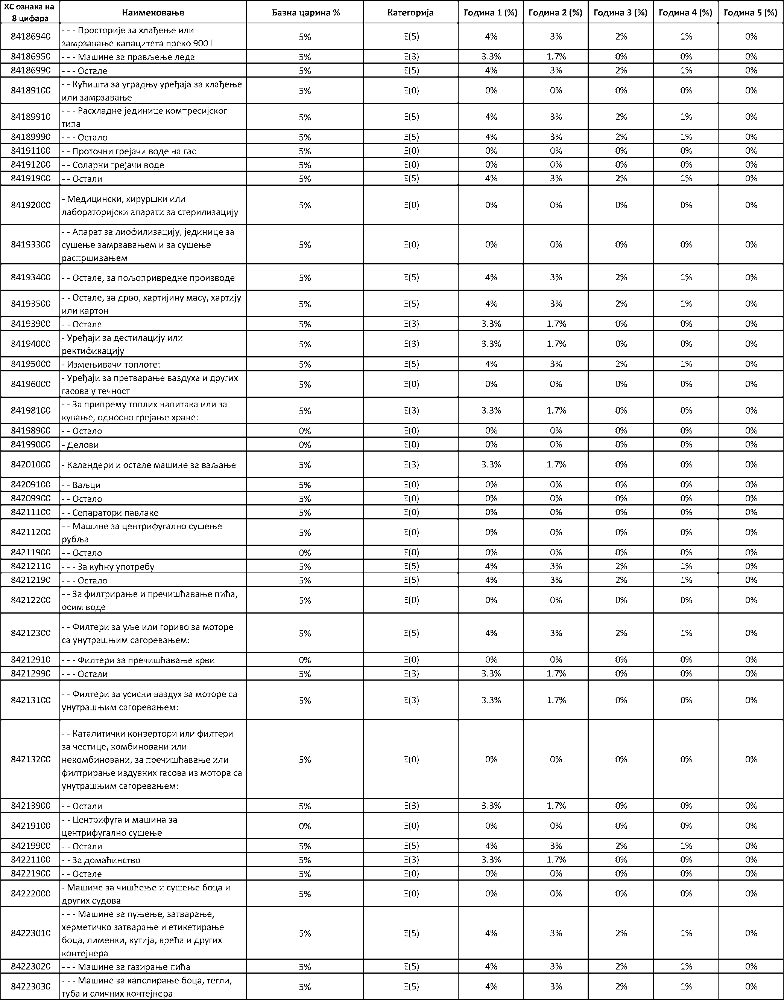 ХС ознака на
8 цифара
Наименовање
Базна царина %
Категорија
Година 1 (%)
Година 2 (%)
Година 3 (%)
Година 4 (%)
Година 5 (%)
84186940
- - - Просторије за хлађење или
замрзавање капацитета преко 900 l
5% E(5) 4% 3% 2% 1% 0%
84186950 - - - Машине за прављење леда 5% E(3) 3.3% 1.7% 0% 0% 0%
84186990 - - - Остале 5% E(5) 4% 3% 2% 1% 0%
84189100
- - Кућишта за уградњу уређаја за хлађење
или замрзавање
5% E(0) 0% 0% 0% 0% 0%
84189910
- - - Расхладне јединице компресијског
типа
5% E(5) 4% 3% 2% 1% 0%
84189990 - - - Остало 5% E(5) 4% 3% 2% 1% 0%
84191100 - - Проточни грејачи воде на гас 5% E(0) 0% 0% 0% 0% 0%
84191200 - - Соларни грејачи воде 5% E(0) 0% 0% 0% 0% 0%
84191900 - - Остали 5% E(5) 4% 3% 2% 1% 0%
84192000
- Медицински, хируршки или
лабораторијски апарати за стерилизацију
5% E(0) 0% 0% 0% 0% 0%
84193300
- - Апарат за лиофилизацију, јединице за
сушење замрзавањем и за сушење
распршивањем
5% E(0) 0% 0% 0% 0% 0%
84193400 - - Остале, за пољопривредне производе 5% E(5) 4% 3% 2% 1% 0%
84193500
- - Остале, за дрво, хартијину масу, хартију
или картон
5% E(5) 4% 3% 2% 1% 0%
84193900 - - Остале 5% E(3) 3.3% 1.7% 0% 0% 0%
84194000
- Уређаји за дестилацију или
ректификацију
5% E(3) 3.3% 1.7% 0% 0% 0%
84195000 - Измењивачи топлоте: 5% E(5) 4% 3% 2% 1% 0%
84196000
- Уређаји за претварање ваздуха и других
гасова у течност
5% E(0) 0% 0% 0% 0% 0%
84198100
- - За припрему топлих напитака или за
кување, односно грејање хране:
5% E(3) 3.3% 1.7% 0% 0% 0%
84198900 - - Остало 0% E(0) 0% 0% 0% 0% 0%
84199000 - Делови 0% E(0) 0% 0% 0% 0% 0%
84201000 - Каландери и остале машине за ваљање 5% E(3) 3.3% 1.7% 0% 0% 0%
84209100 - - Ваљци 5% E(0) 0% 0% 0% 0% 0%
84209900 - - Остало 5% E(0) 0% 0% 0% 0% 0%
84211100 - - Сепаратори павлаке 5% E(0) 0% 0% 0% 0% 0%
84211200
- - Машине за центрифугално сушење
рубља
5% E(0) 0% 0% 0% 0% 0%
84211900 - - Остало 0% E(0) 0% 0% 0% 0% 0%
84212110 - - - За кућну употребу 5% E(5) 4% 3% 2% 1% 0%
84212190 - - - Остало 5% E(5) 4% 3% 2% 1% 0%
84212200
- - За филтрирање и пречишћавање пића,
осим воде
5% E(0) 0% 0% 0% 0% 0%
84212300
- - Филтери за уље или гориво за моторе
са унутрашњим сагоревањем:
5% E(5) 4% 3% 2% 1% 0%
84212910 - - - Филтери за пречишћавање крви 0% E(0) 0% 0% 0% 0% 0%
84212990 - - - Остали 5% E(3) 3.3% 1.7% 0% 0% 0%
84213100
- - Филтери за усисни ваздух за моторе са
унутрашњим сагоревањем:
5% E(3) 3.3% 1.7% 0% 0% 0%
84213200
- - Каталитички конвертори или филтери
за честице, комбиновани или
некомбиновани, за пречишћавање или
филтрирање издувних гасова из мотора са
унутрашњим сагоревањем:
5% E(0) 0% 0% 0% 0% 0%
84213900 - - Остали 5% E(3) 3.3% 1.7% 0% 0% 0%
84219100
- - Центрифуга и машина за
центрифугално сушење
0% E(0) 0% 0% 0% 0% 0%
84219900 - - Остали 5% E(5) 4% 3% 2% 1% 0%
84221100 - - За домаћинство 5% E(3) 3.3% 1.7% 0% 0% 0%
84221900 - - Остале 5% E(0) 0% 0% 0% 0% 0%
84222000
- Машине за чишћење и сушење боца и
других судова
5% E(0) 0% 0% 0% 0% 0%
84223010
- - - Машине за пуњење, затварање,
херметичко затварање и етикетирање
боца, лименки, кутија, врећа и других
контејнера
5% E(5) 4% 3% 2% 1% 0%
84223020 - - - Машине за газирање пића 5% E(5) 4% 3% 2% 1% 0%
84223030
- - - Машине за капслирање боца, тегли,
туба и сличних контејнера
5% E(5) 4% 3% 2% 1% 0%